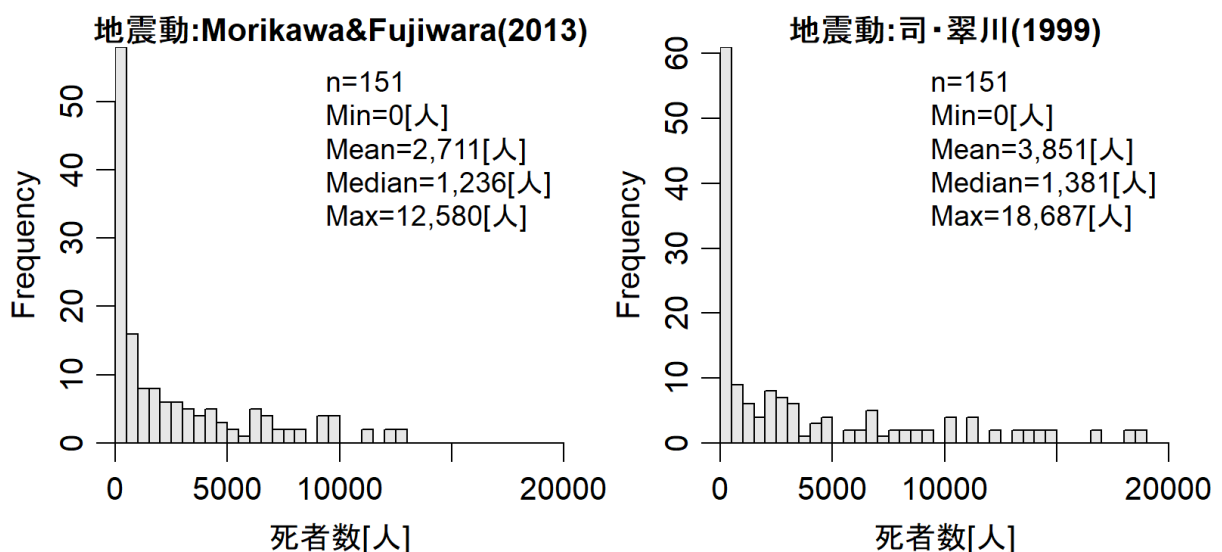 地震動:Morikawa&Fujiwara(2013)
n=151
Min=0[人]
Mean=2,711[人]
Median=1,236[人]
Max=12,580[人]
Frequency
0
10
20
30
40
50
0
5000
10000
20000
死者数[人]
地震動:司・翠川(1999)
n=151
Min=0[人]
Mean=3,851[人]
Median=1,381[人]
Max=18,687[人]
Frequency
0
10
20
30
40
50
60
0
5000
10000
20000
死者数[人]